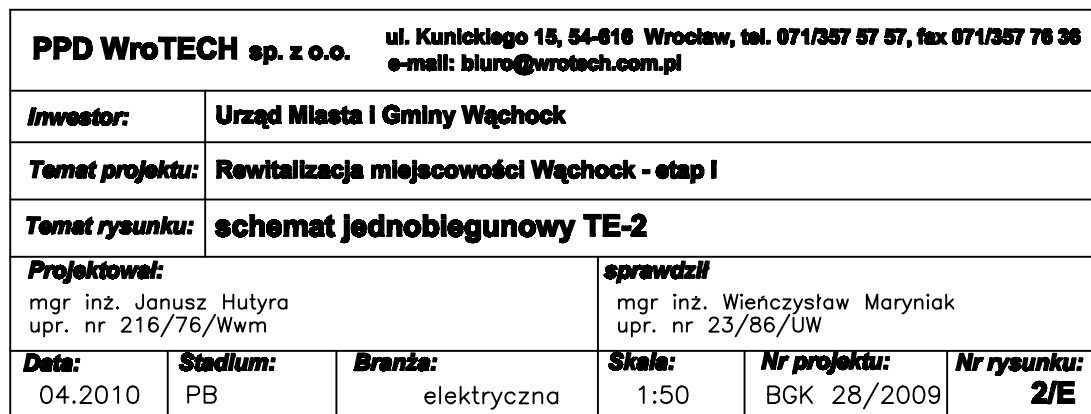 PPD WroTECH sp. z o.o.
ul. Kunickiego 15, 54-616 Wrocław, tel. 071/357 57 57, fax 071/357 76 36
e-mail: biuro@wrotech.com.pl
Inwestor: Urząd Miasta i Gminy Wąchock
Temat projektu: Rewitalizacja miejscowości Wąchock - etap I
Temat rysunku: schemat jednobiegunowy TE-2
Projektował:
mgr inż. Janusz Hutyra
upr. nr 216/76/Wwm
sprawdził
mgr inż. Wieńczysław Maryniak
upr. nr 23/86/UW
Data: Stadium: Branża: Skala: Nr projektu: Nr rysunku:
04.2010 PB elektryczna 1:50 BGK 28/2009 2/E